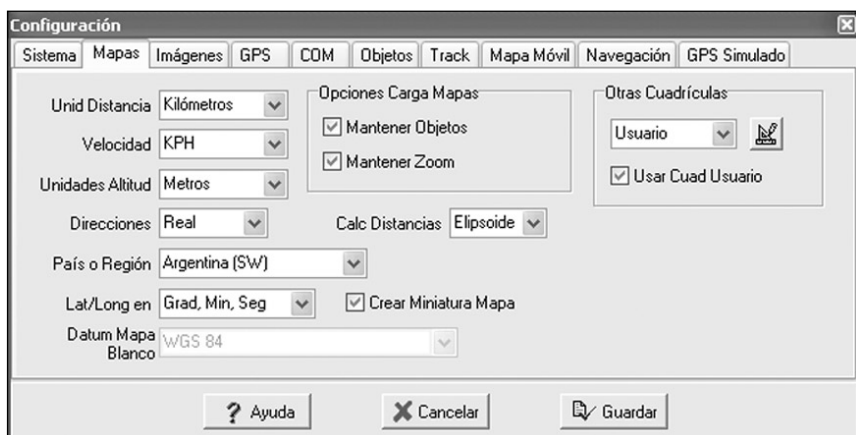 Configuración
Sistema Mapas Imágenes GPS COM Objetos Track Mapa Móvil Navegación GPS Simulado
Unid Distancia Kilómetros
Velocidad KPH
Unidades Altitud Metros
Direcciones Real
Calc Distancias Elipsoide
País o Región Argentina (SW)
Lat/Long en Grad, Min, Seg
Crear Miniatura Mapa
Datum Mapa
Blanco
WGS 84
Opciones Carga Mapas
Mantener Objetos
Mantener Zoom
Otras Cuadrículas
Usuario
Usar Cuad Usuario
? Ayuda
Cancelar
Guardar